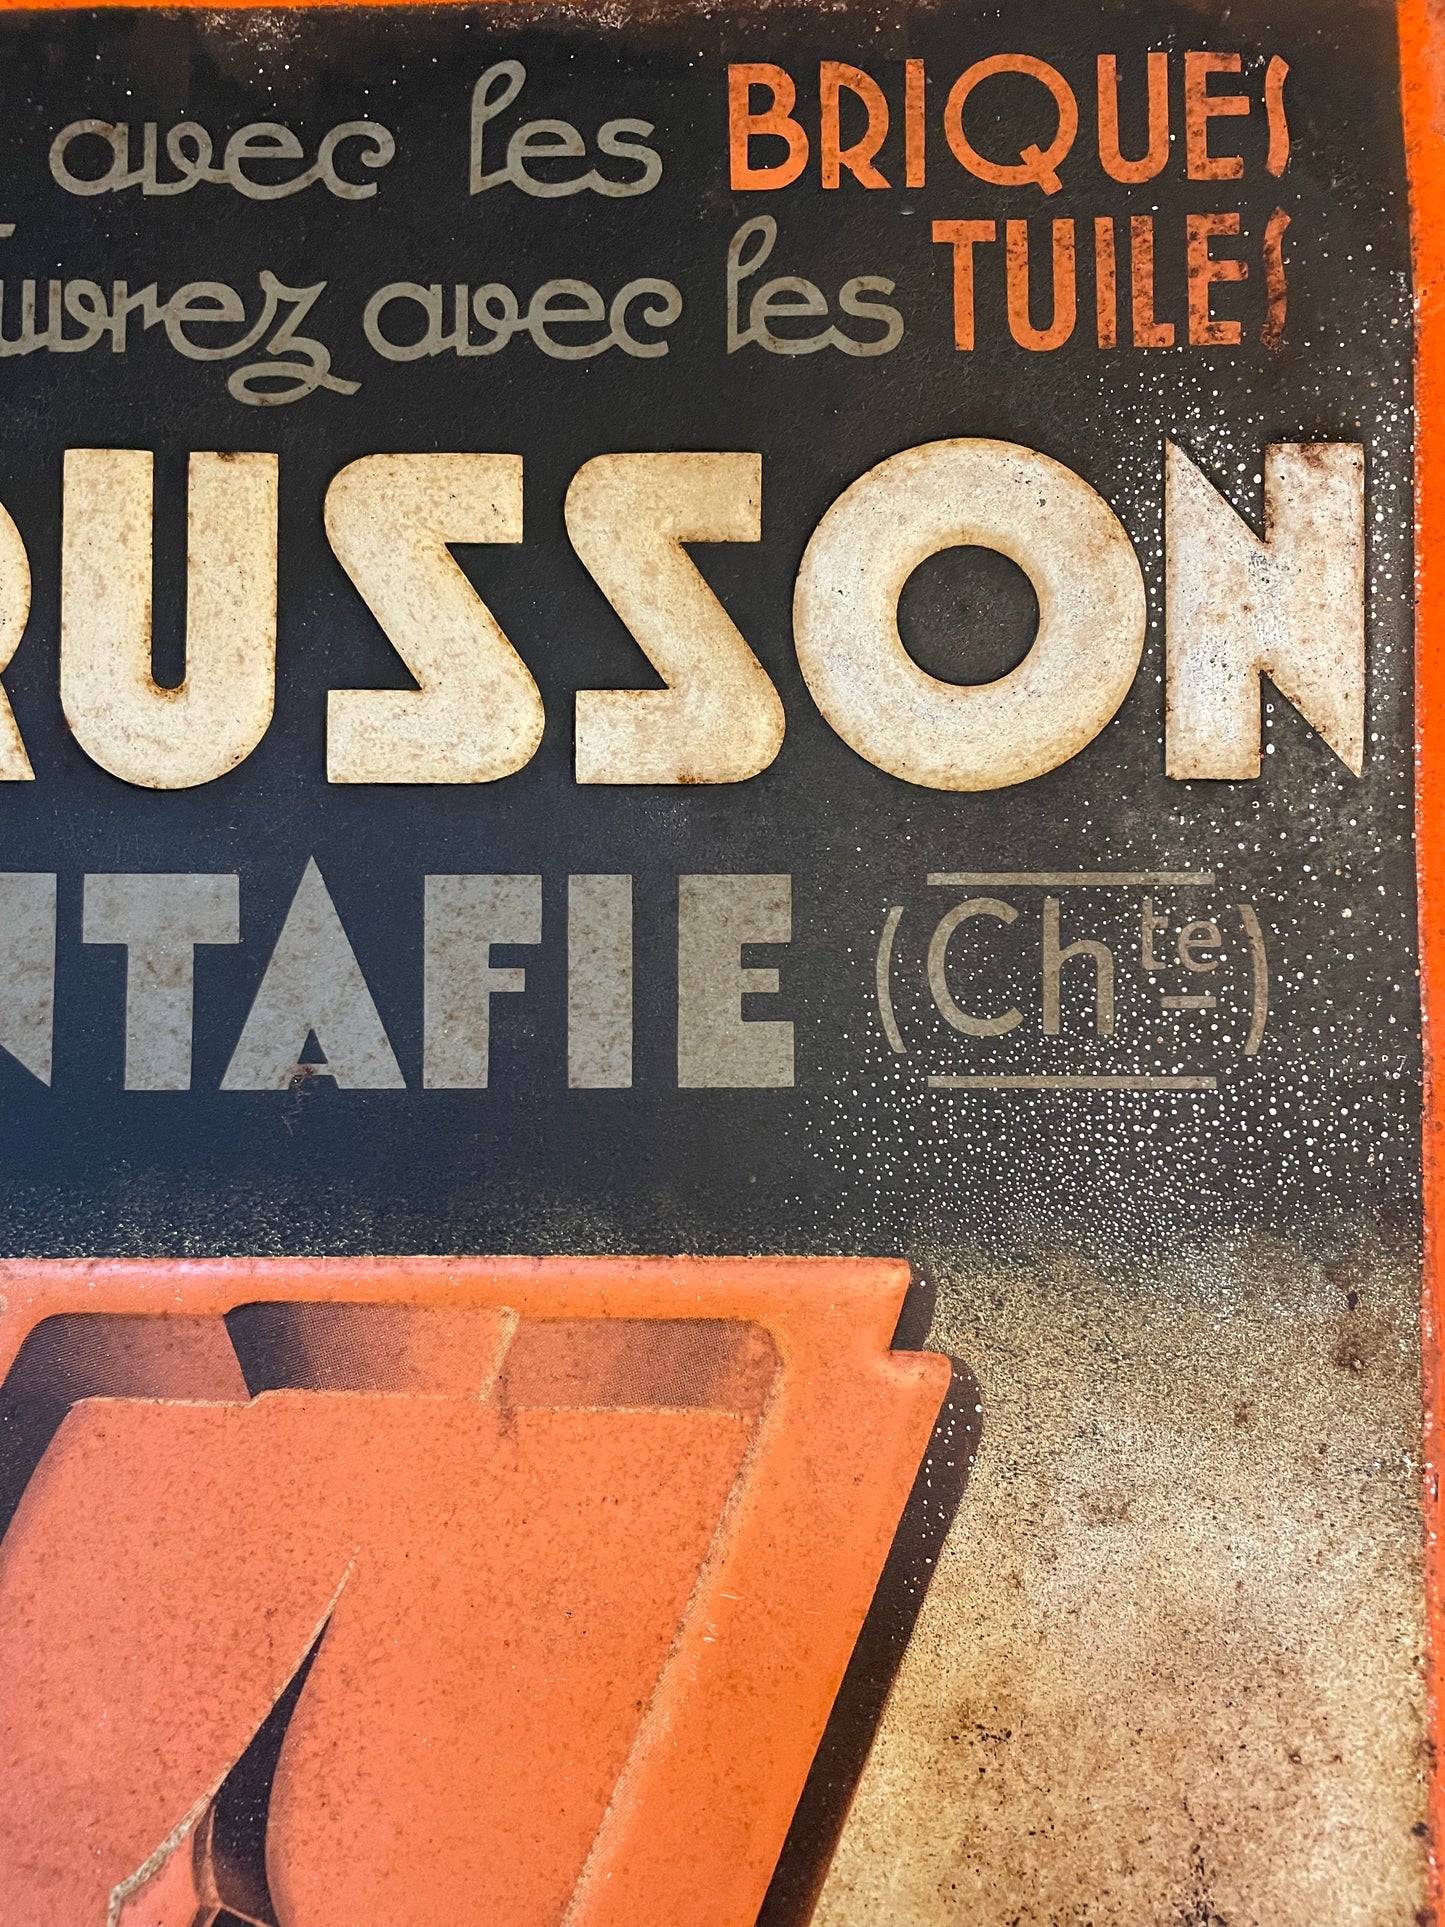 avec les BRIQUES
uvrez avec les TUILES
RUSSON
NTAFIE (Chte)